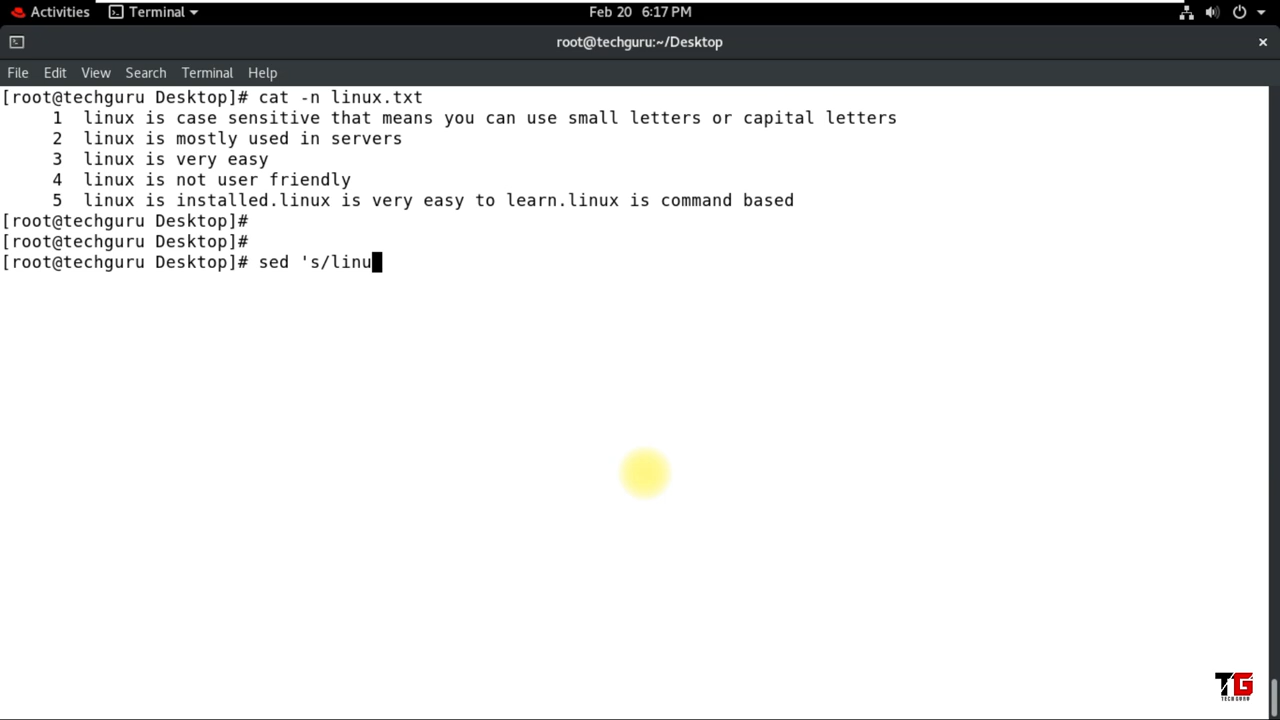 Activities Terminal Feb 20 6:17 PM
root@techguru:~/Desktop
File Edit View Search Terminal Help
[root@techguru Desktop]# cat -n linux.txt
1 linux is case sensitive that means you can use small letters or capital letters
2 linux is mostly used in servers
3 linux is very easy
4 linux is not user friendly
5 linux is installed.linux is very easy to learn.linux is command based
[root@techguru Desktop]#
[root@techguru Desktop]#
[root@techguru Desktop]# sed 's/linu
TG
TECH GURU